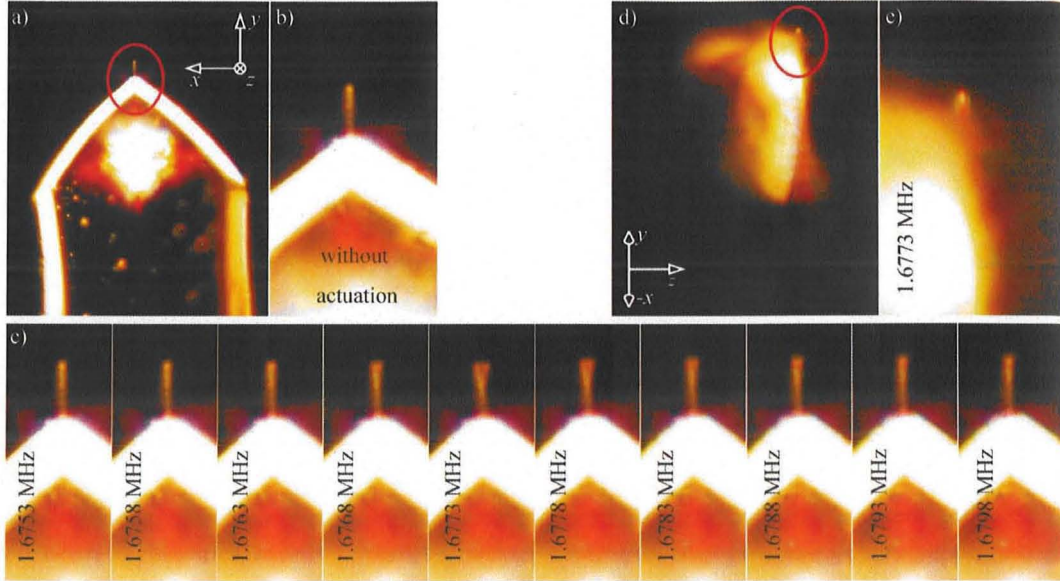 a)
y
x
z
b)
without
actuation
d)
y
z
-x
e)
1.6773 MHz
c)
1.6753 MHz
1.6758 MHz
1.6763 MHz
1.6768 MHz
1.6773 MHz
1.6778 MHz
1.6783 MHz
1.6788 MHz
1.6793 MHz
1.6798 MHz